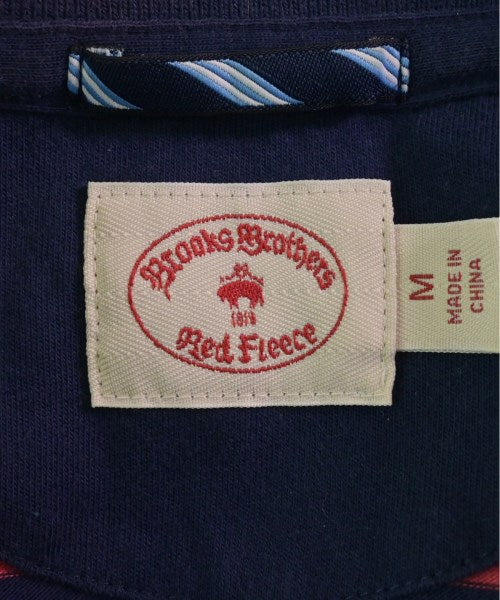 Brooks Brothers
1818
Red Fleece
M
MADE IN
CHINA